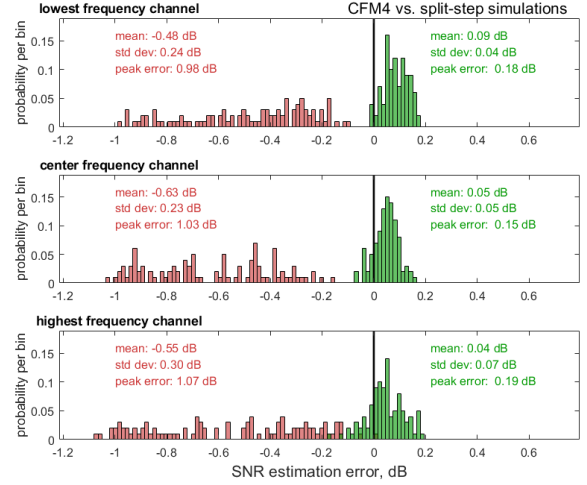 lowest frequency channel
CFM4 vs. split-step simulations
probability per bin
0.15
0.1
0.05
0
mean: -0.48 dB
std dev: 0.24 dB
peak error: 0.98 dB
mean: 0.09 dB
std dev: 0.04 dB
peak error: 0.18 dB
-1.2 -1 -0.8 -0.6 -0.4 -0.2 0 0.2 0.4 0.6
center frequency channel
probability per bin
0.15
0.1
0.05
0
mean: -0.63 dB
std dev: 0.23 dB
peak error: 1.03 dB
mean: 0.05 dB
std dev: 0.05 dB
peak error: 0.15 dB
-1.2 -1 -0.8 -0.6 -0.4 -0.2 0 0.2 0.4 0.6
highest frequency channel
probability per bin
0.15
0.1
0.05
0
mean: -0.55 dB
std dev: 0.30 dB
peak error: 1.07 dB
mean: 0.04 dB
std dev: 0.07 dB
peak error: 0.19 dB
-1.2 -1 -0.8 -0.6 -0.4 -0.2 0 0.2 0.4 0.6
SNR estimation error, dB